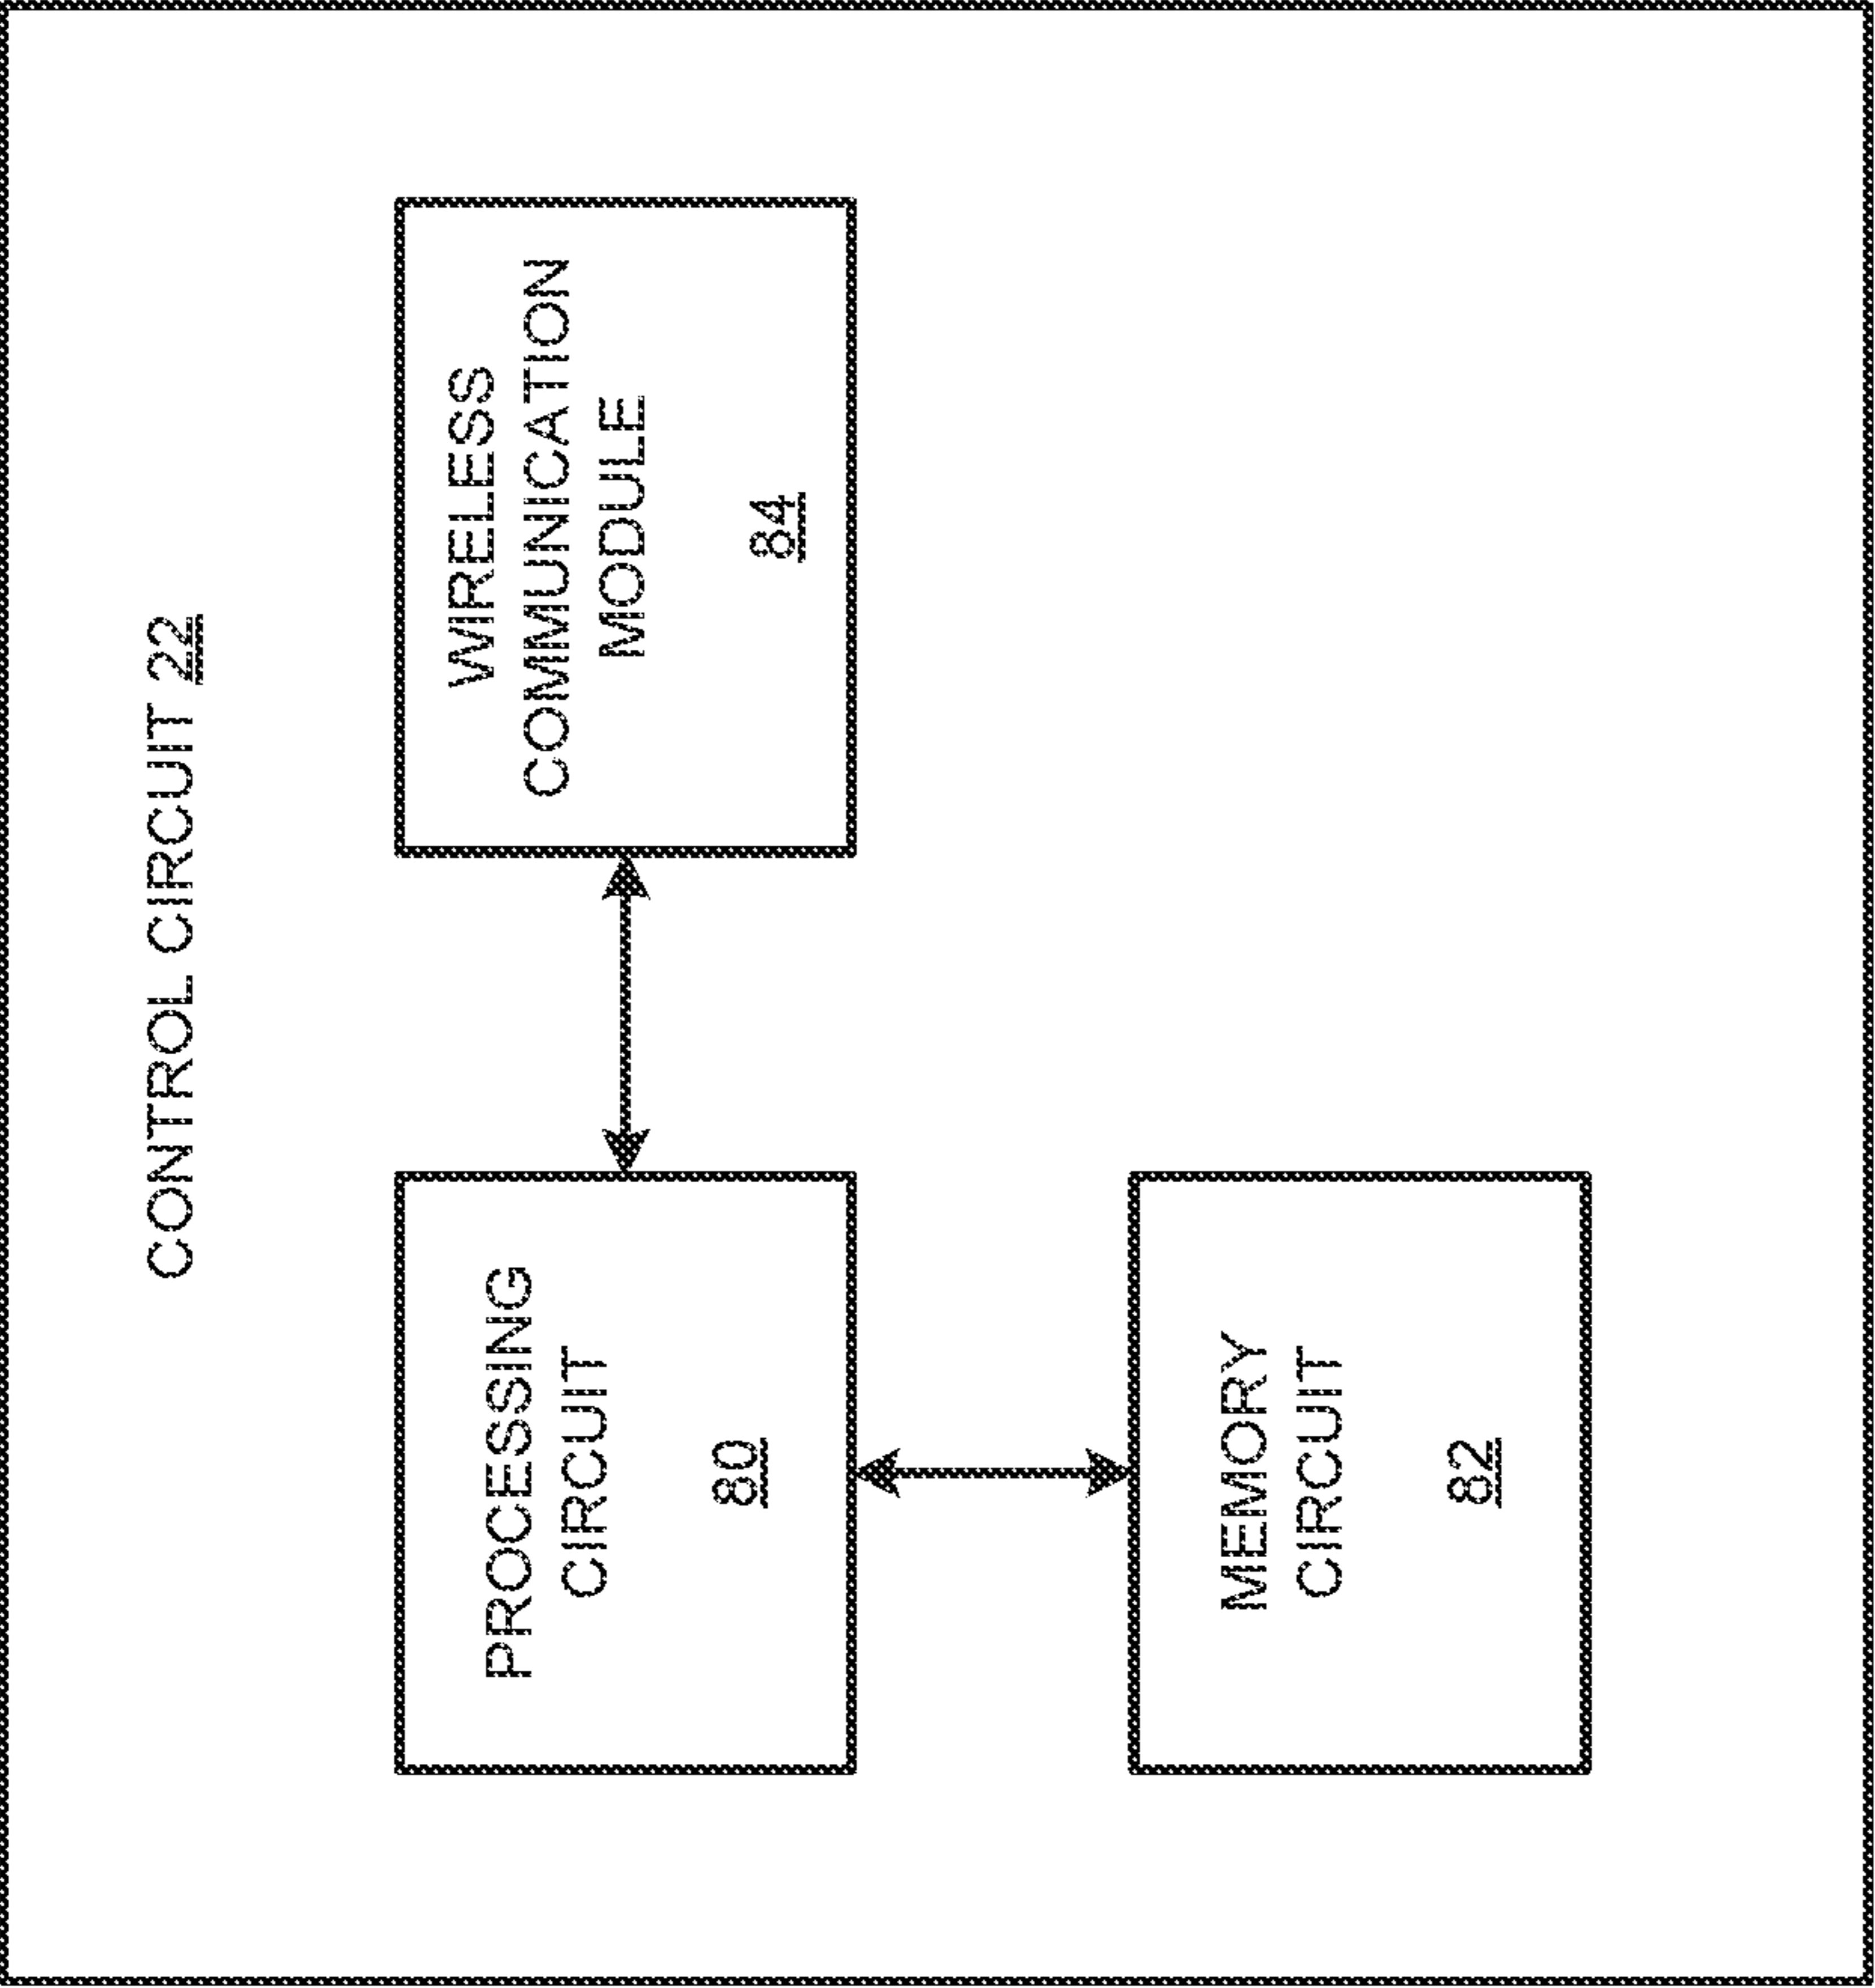 CONTROL CIRCUIT 22
PROCESSING
CIRCUIT
80
WIRELESS
COMMUNICATION
MODULE
84
MEMORY
CIRCUIT
82